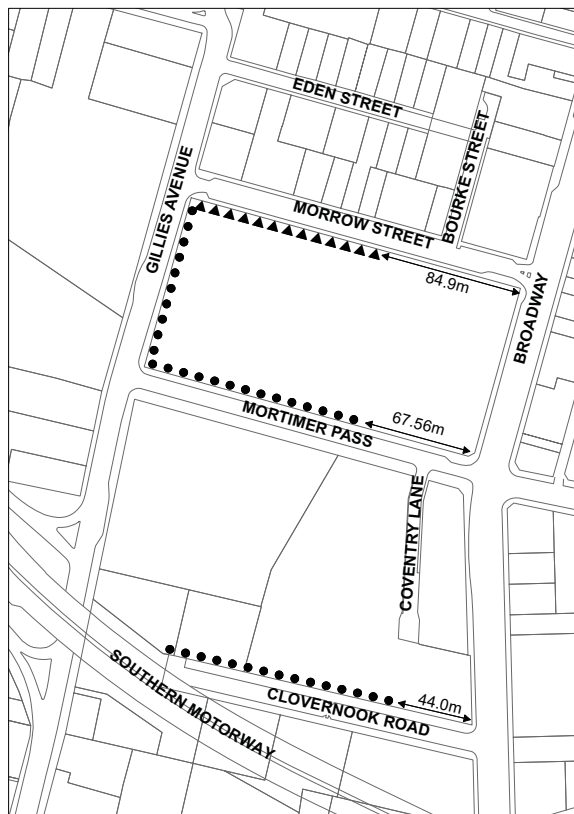 EDEN STREET
BOURKE STREET
GILLIES AVENUE
MORROW STREET
84.9m
BROADWAY
67.56m
MORTIMER PASS
COVENTRY LANE
SOUTHERN MOTORWAY
CLOVERNOOK ROAD
44.0m